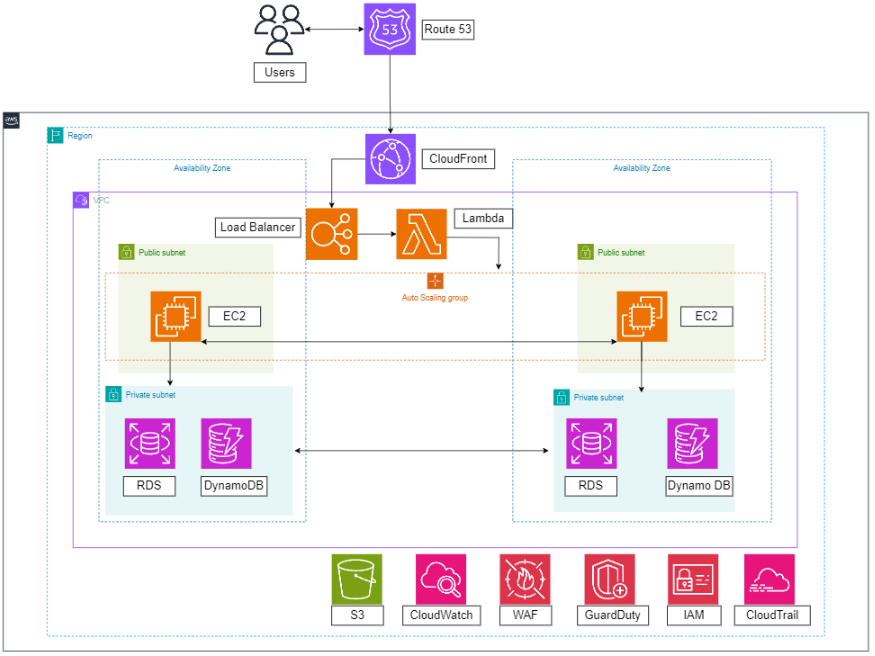 53
Route 53
Users
aws
Region
CloudFront
Availability Zone
Availability Zone
VPC
Lambda
Load Balancer
Public subnet
Public subnet
Auto Scaling group
EC2
EC2
Private subnet
Private subnet
RDS
DynamoDB
RDS
Dynamo DB
S3
CloudWatch
WAF
GuardDuty
IAM
CloudTrail